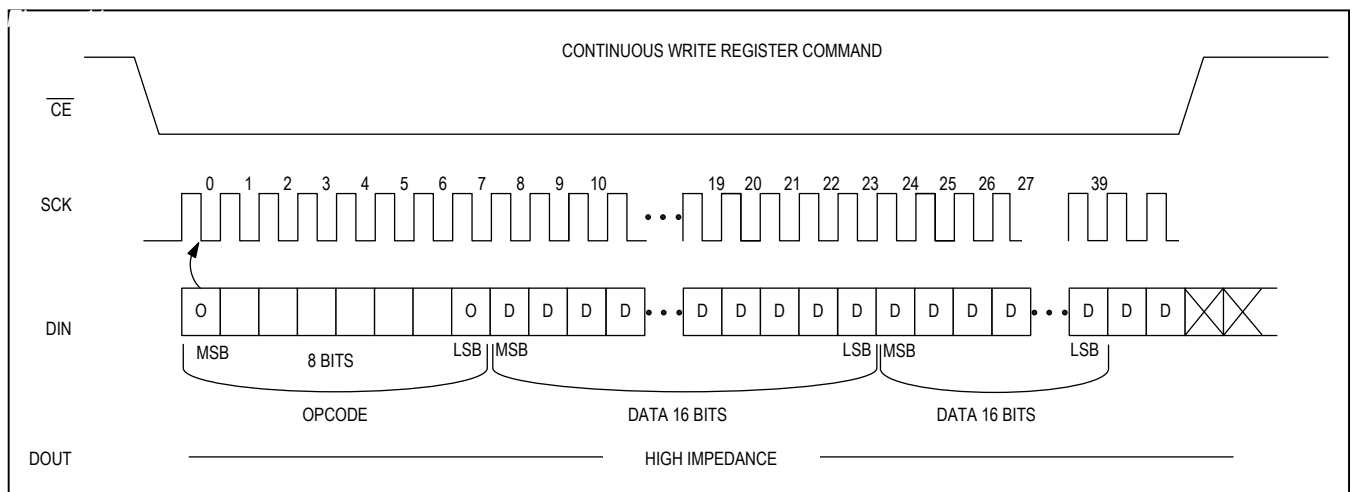 CONTINUOUS WRITE REGISTER COMMAND
CE
SCK
0 1 2 3 4 5 6 7 8 9 10 19 20 21 22 23 24 25 26 27 39
DIN
O O D D D D • • • D D D D D D D D D • • • D D D
MSB 8 BITS LSB MSB LSB MSB LSB
OPCODE DATA 16 BITS DATA 16 BITS
DOUT HIGH IMPEDANCE